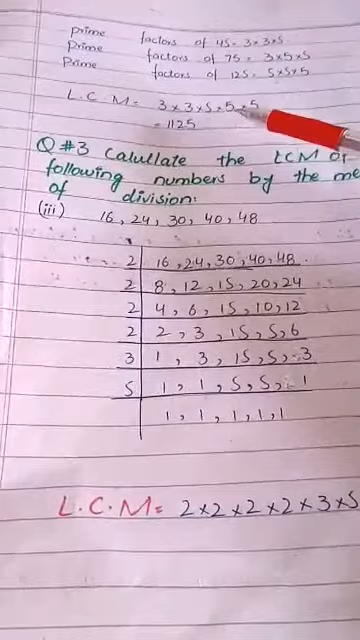 Prime factors of 45 = 3×3×5
Prime factors of 75 = 3×5×5
Prime factors of 125 = 5×5×5
L.C.M = 3×3×5×5×5
= 1125
Q#3 Calullate the LCM of
following numbers by the me
of division:
(iii) 16, 24, 30, 40, 48
2 16, 24, 30, 40, 48.
2 8, 12, 15, 20, 24
2 4, 6, 15, 10, 12
2 2, 3, 15, 5, 6
3 1, 3, 15, 5, 3
5 1, 1, 5, 5, 1
1, 1, 1, 1, 1
L.C.M= 2×2×2×2×3×5